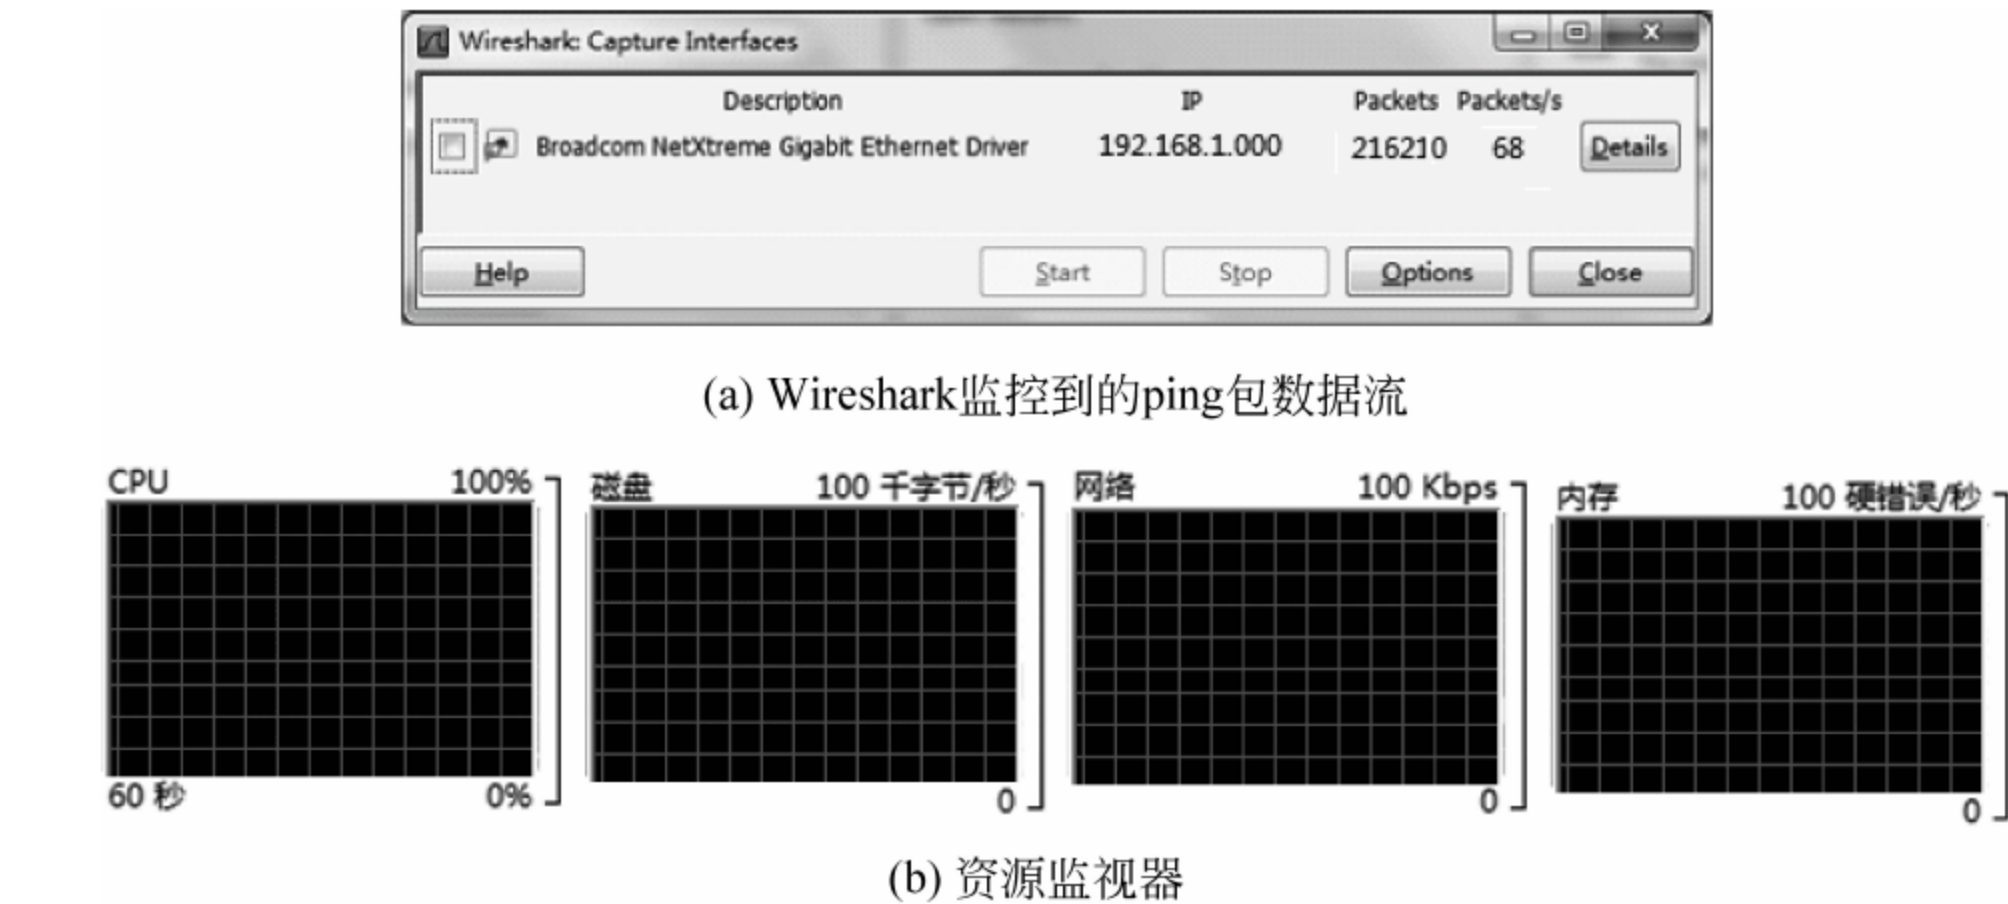 Wireshark: Capture Interfaces
Description IP Packets Packets/s
Broadcom NetXtreme Gigabit Ethernet Driver 192.168.1.000 216210 68 Details
Help Start Stop Options Close
(a) Wireshark监控到的ping包数据流
CPU 100% 磁盘 100 千字节/秒 网络 100 Kbps 内存 100 硬错误/秒
60 秒 0% 0 0 0
(b) 资源监视器